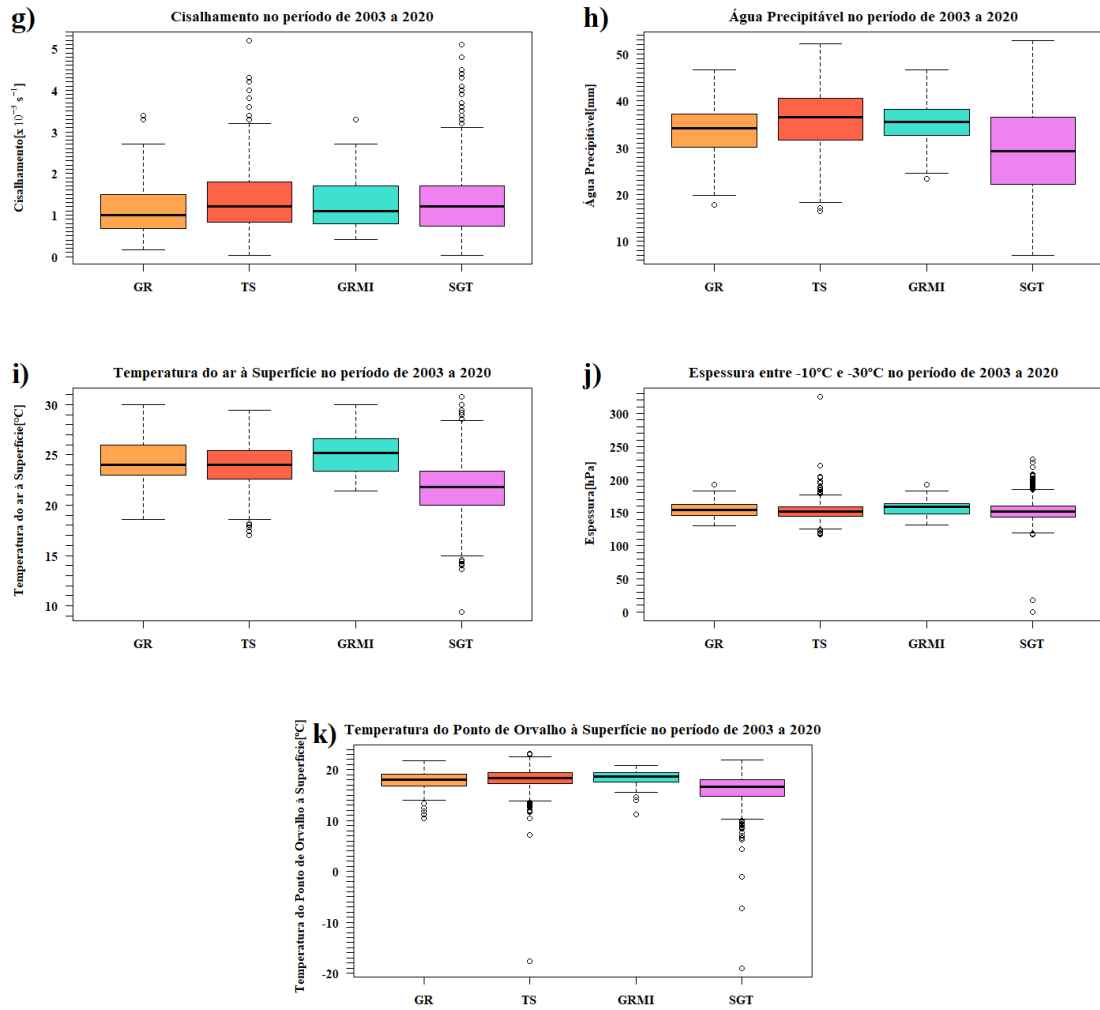 g)
Cisalhamento no período de 2003 a 2020
Cisalhamento[x 10⁻³ s⁻¹]
5
4
3
2
1
0
GR TS GRMI SGT
h)
Água Precipitável no período de 2003 a 2020
Água Precipitável[mm]
50
40
30
20
10
GR TS GRMI SGT
i)
Temperatura do ar à Superfície no período de 2003 a 2020
Temperatura do ar à Superfície[ºC]
30
25
20
15
10
GR TS GRMI SGT
j)
Espessura entre -10ºC e -30ºC no período de 2003 a 2020
Espessura[hPa]
300
250
200
150
100
50
0
GR TS GRMI SGT
k)
Temperatura do Ponto de Orvalho à Superfície no período de 2003 a 2020
Temperatura do Ponto de Orvalho à Superfície[ºC]
20
10
0
-10
-20
GR TS GRMI SGT